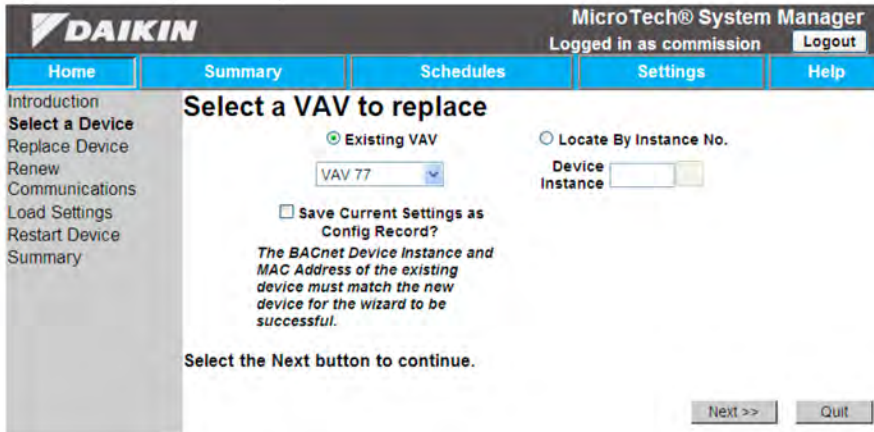 DAIKIN
MicroTech® System Manager
Logged in as commission
Logout
Home
Summary
Schedules
Settings
Help
Introduction
Select a Device
Replace Device
Renew
Communications
Load Settings
Restart Device
Summary
Select a VAV to replace
Existing VAV
Locate By Instance No.
VAV 77
Device
Instance
Save Current Settings as
Config Record?
The BACnet Device Instance and
MAC Address of the existing
device must match the new
device for the wizard to be
successful.
Select the Next button to continue.
Next >>
Quit